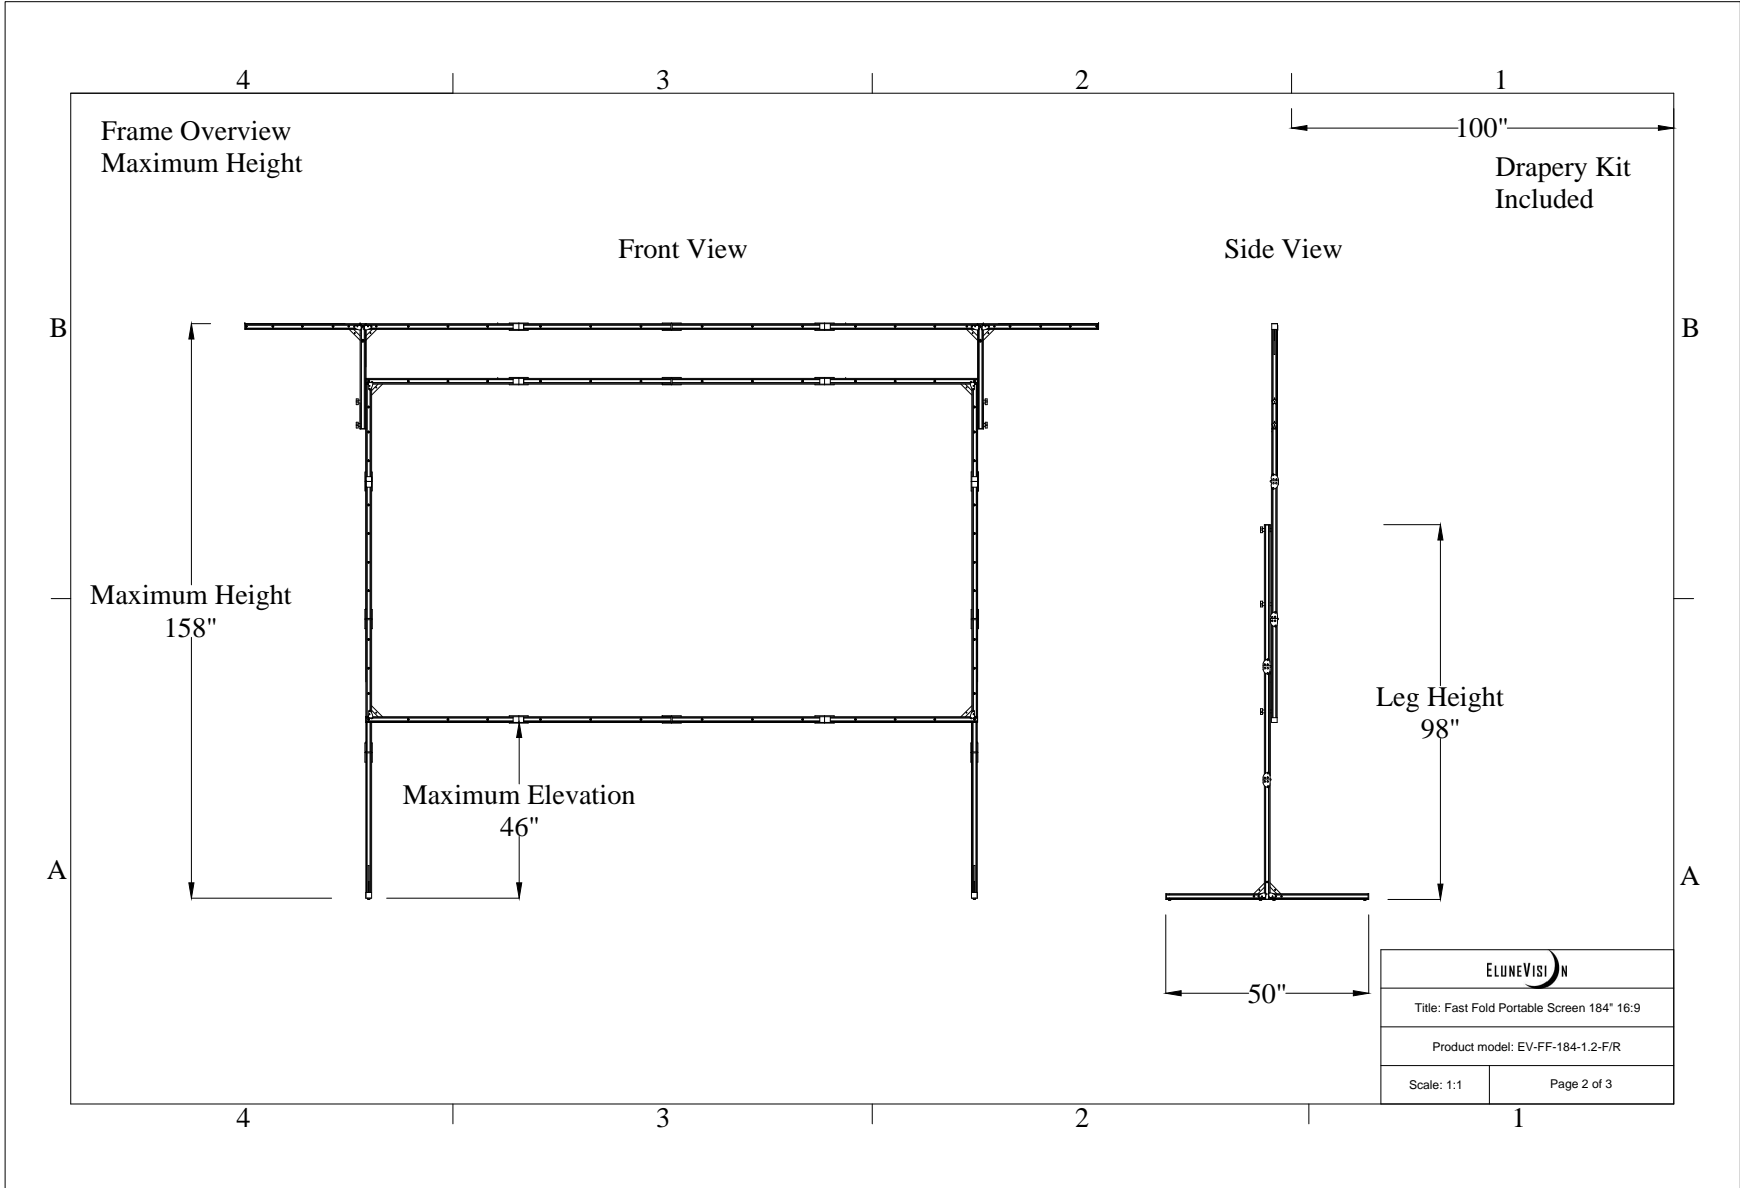 4 3 2 1
Frame Overview
Maximum Height
100"
Drapery Kit
Included
Front View
Side View
B
B
Maximum Height
158"
Leg Height
98"
Maximum Elevation
46"
A
A
50"
ELUNEVISION
Title: Fast Fold Portable Screen 184" 16:9
Product model: EV-FF-184-1.2-F/R
Scale: 1:1
Page 2 of 3
4 3 2 1